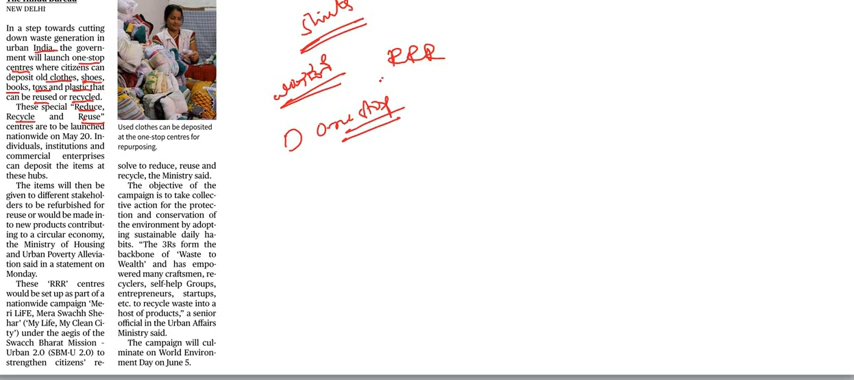 The Hindu Bureau
NEW DELHI
In a step towards cutting
down waste generation in
urban India, the govern-
ment will launch one-stop
centres where citizens can
deposit old clothes, shoes,
books, toys and plastic that
can be reused or recycled.
These special “Reduce,
Recycle and Reuse”
centres are to be launched
nationwide on May 20. In-
dividuals, institutions and
commercial enterprises
can deposit the items at
these hubs.
The items will then be
given to different stakehol-
ders to be refurbished for
reuse or would be made in-
to new products contribut-
ing to a circular economy,
the Ministry of Housing
and Urban Poverty Allevia-
tion said in a statement on
Monday.
These ‘RRR’ centres
would be set up as part of a
nationwide campaign ‘Me-
ri LiFE, Mera Swachh She-
har’ (‘My Life, My Clean Ci-
ty’) under the aegis of the
Swacch Bharat Mission -
Urban 2.0 (SBM-U 2.0) to
strengthen citizens’ re-
Used clothes can be deposited
at the one-stop centres for
repurposing.
solve to reduce, reuse and
recycle, the Ministry said.
The objective of the
campaign is to take collec-
tive action for the protec-
tion and conservation of
the environment by adopt-
ing sustainable daily ha-
bits. “The 3Rs form the
backbone of ‘Waste to
Wealth’ and has empo-
wered many craftsmen, re-
cyclers, self-help Groups,
entrepreneurs, startups,
etc. to recycle waste into a
host of products,” a senior
official in the Urban Affairs
Ministry said.
The campaign will cul-
minate on World Environ-
ment Day on June 5.
RRR
one stop